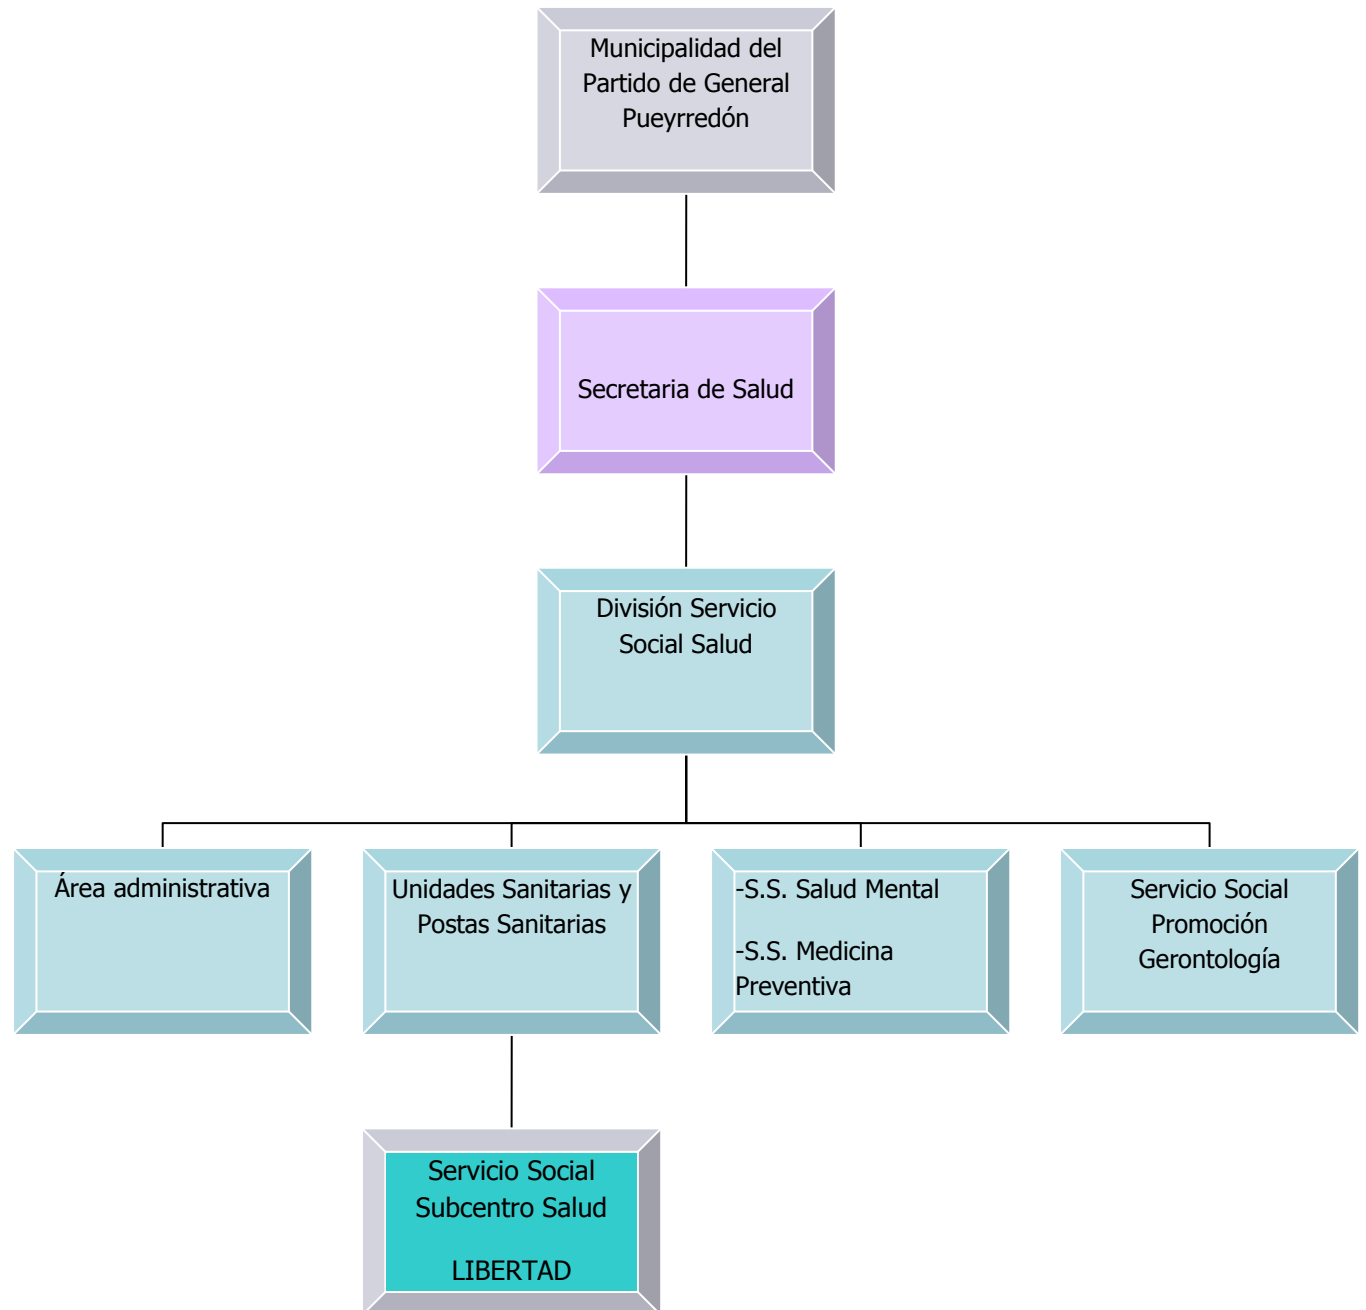 Municipalidad del
Partido de General
Pueyrredón
Secretaria de Salud
División Servicio
Social Salud
Área administrativa
Unidades Sanitarias y
Postas Sanitarias
-S.S. Salud Mental
-S.S. Medicina
Preventiva
Servicio Social
Promoción
Gerontología
Servicio Social
Subcentro Salud
LIBERTAD